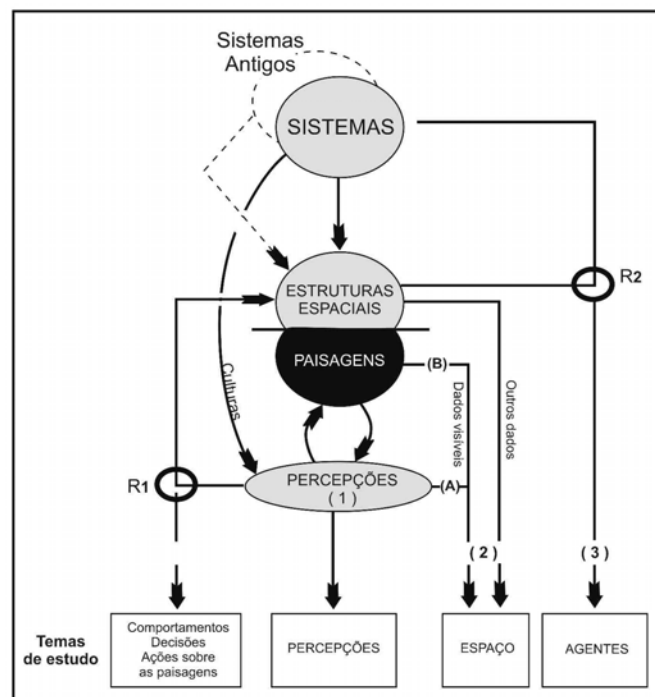 Sistemas
Antigos
SISTEMAS
R2
ESTRUTURAS
ESPACIAIS
PAISAGENS
(B)
Culturas
Dados visíveis
Outros dados
R1
PERCEPÇÕES
( 1 )
(A)
( 2 )
( 3 )
Temas
de estudo
Comportamentos
Decisões
Ações sobre
as paisagens
PERCEPÇÕES
ESPAÇO
AGENTES